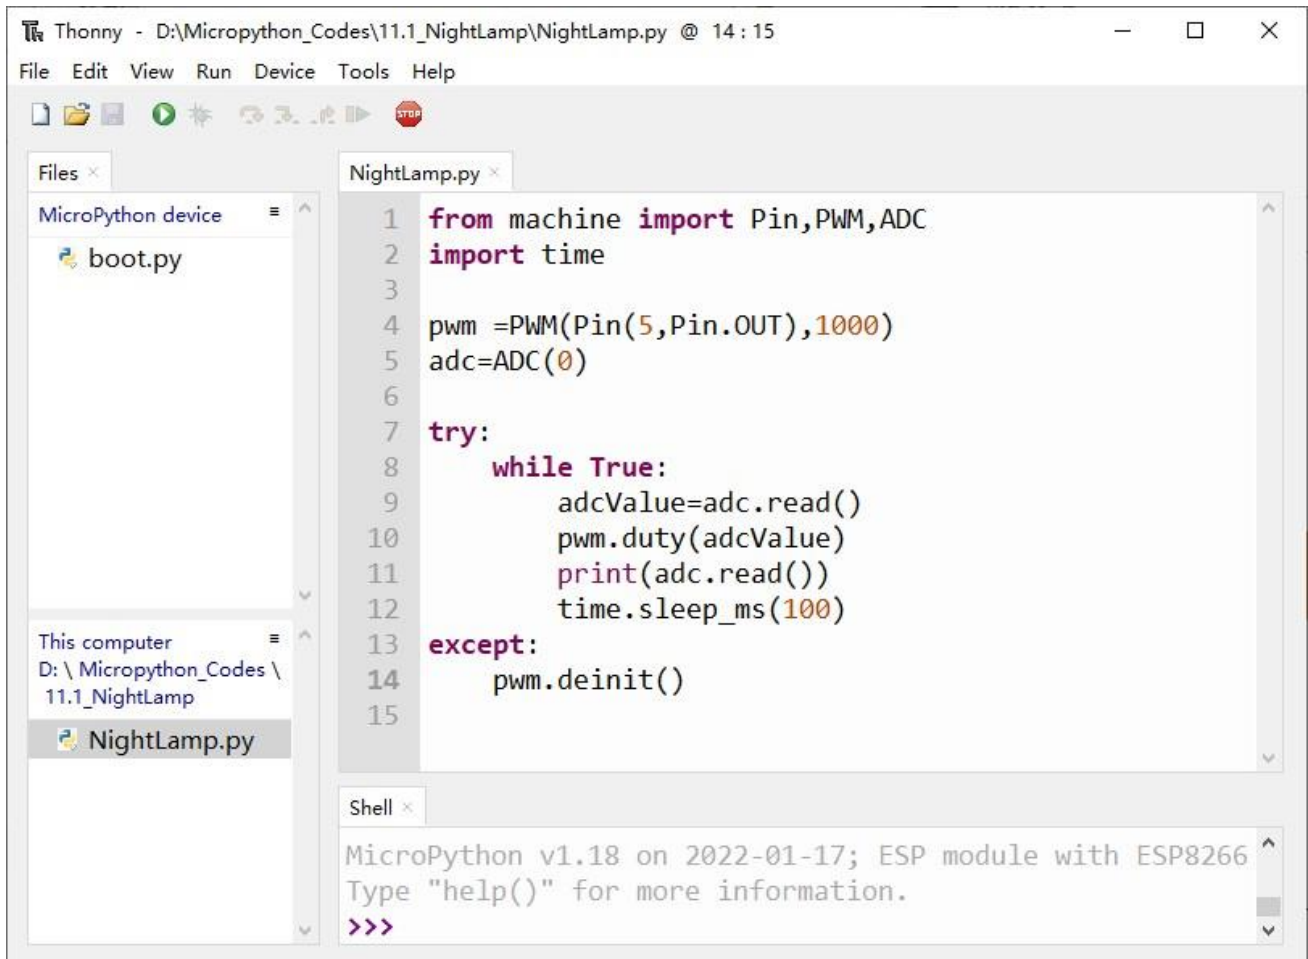 Thonny - D:\Micropython_Codes\11.1_NightLamp\NightLamp.py @ 14 : 15
File Edit View Run Device Tools Help
STOP
Files
MicroPython device
boot.py
This computer
D: \ Micropython_Codes \
11.1_NightLamp
NightLamp.py
NightLamp.py
1 from machine import Pin,PWM,ADC
2 import time
3
4 pwm =PWM(Pin(5,Pin.OUT),1000)
5 adc=ADC(0)
6
7 try:
8     while True:
9         adcValue=adc.read()
10         pwm.duty(adcValue)
11         print(adc.read())
12         time.sleep_ms(100)
13 except:
14     pwm.deinit()
15
Shell
MicroPython v1.18 on 2022-01-17; ESP module with ESP8266
Type "help()" for more information.
>>>